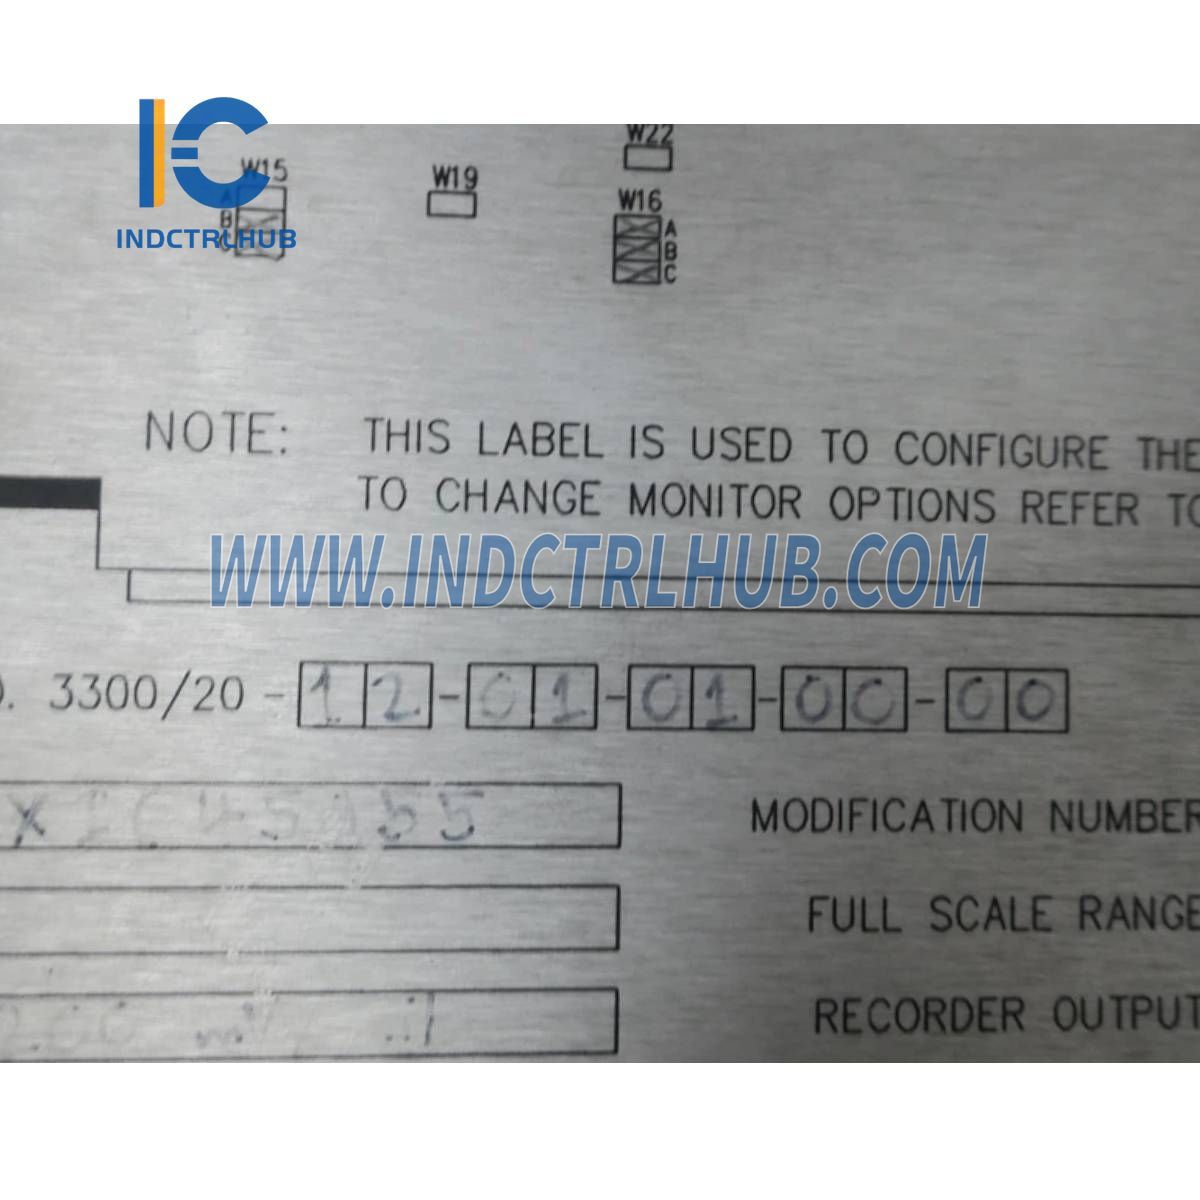 W22
W15
W19
W16
A
B
C
A
B
C
INDCTRLHUB
NOTE: THIS LABEL IS USED TO CONFIGURE THE
TO CHANGE MONITOR OPTIONS REFER TO
WWW.INDCTRLHUB.COM
. 3300/20 - 12 - 01 - 01 - 00 - 00
MODIFICATION NUMBER
FULL SCALE RANGE
RECORDER OUTPUT